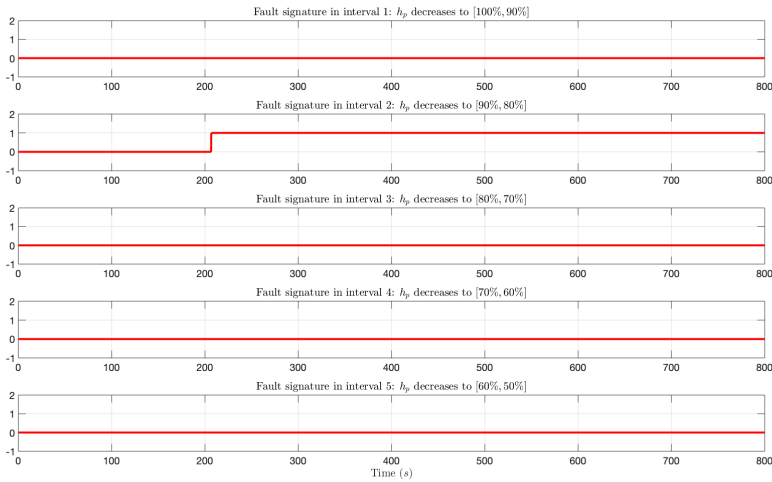 Fault signature in interval 1: hₚ decreases to [100%, 90%]
2
1
0
-1
0 100 200 300 400 500 600 700 800
Fault signature in interval 2: hₚ decreases to [90%, 80%]
2
1
0
-1
0 100 200 300 400 500 600 700 800
Fault signature in interval 3: hₚ decreases to [80%, 70%]
2
1
0
-1
0 100 200 300 400 500 600 700 800
Fault signature in interval 4: hₚ decreases to [70%, 60%]
2
1
0
-1
0 100 200 300 400 500 600 700 800
Fault signature in interval 5: hₚ decreases to [60%, 50%]
2
1
0
-1
0 100 200 300 400 500 600 700 800
Time (s)